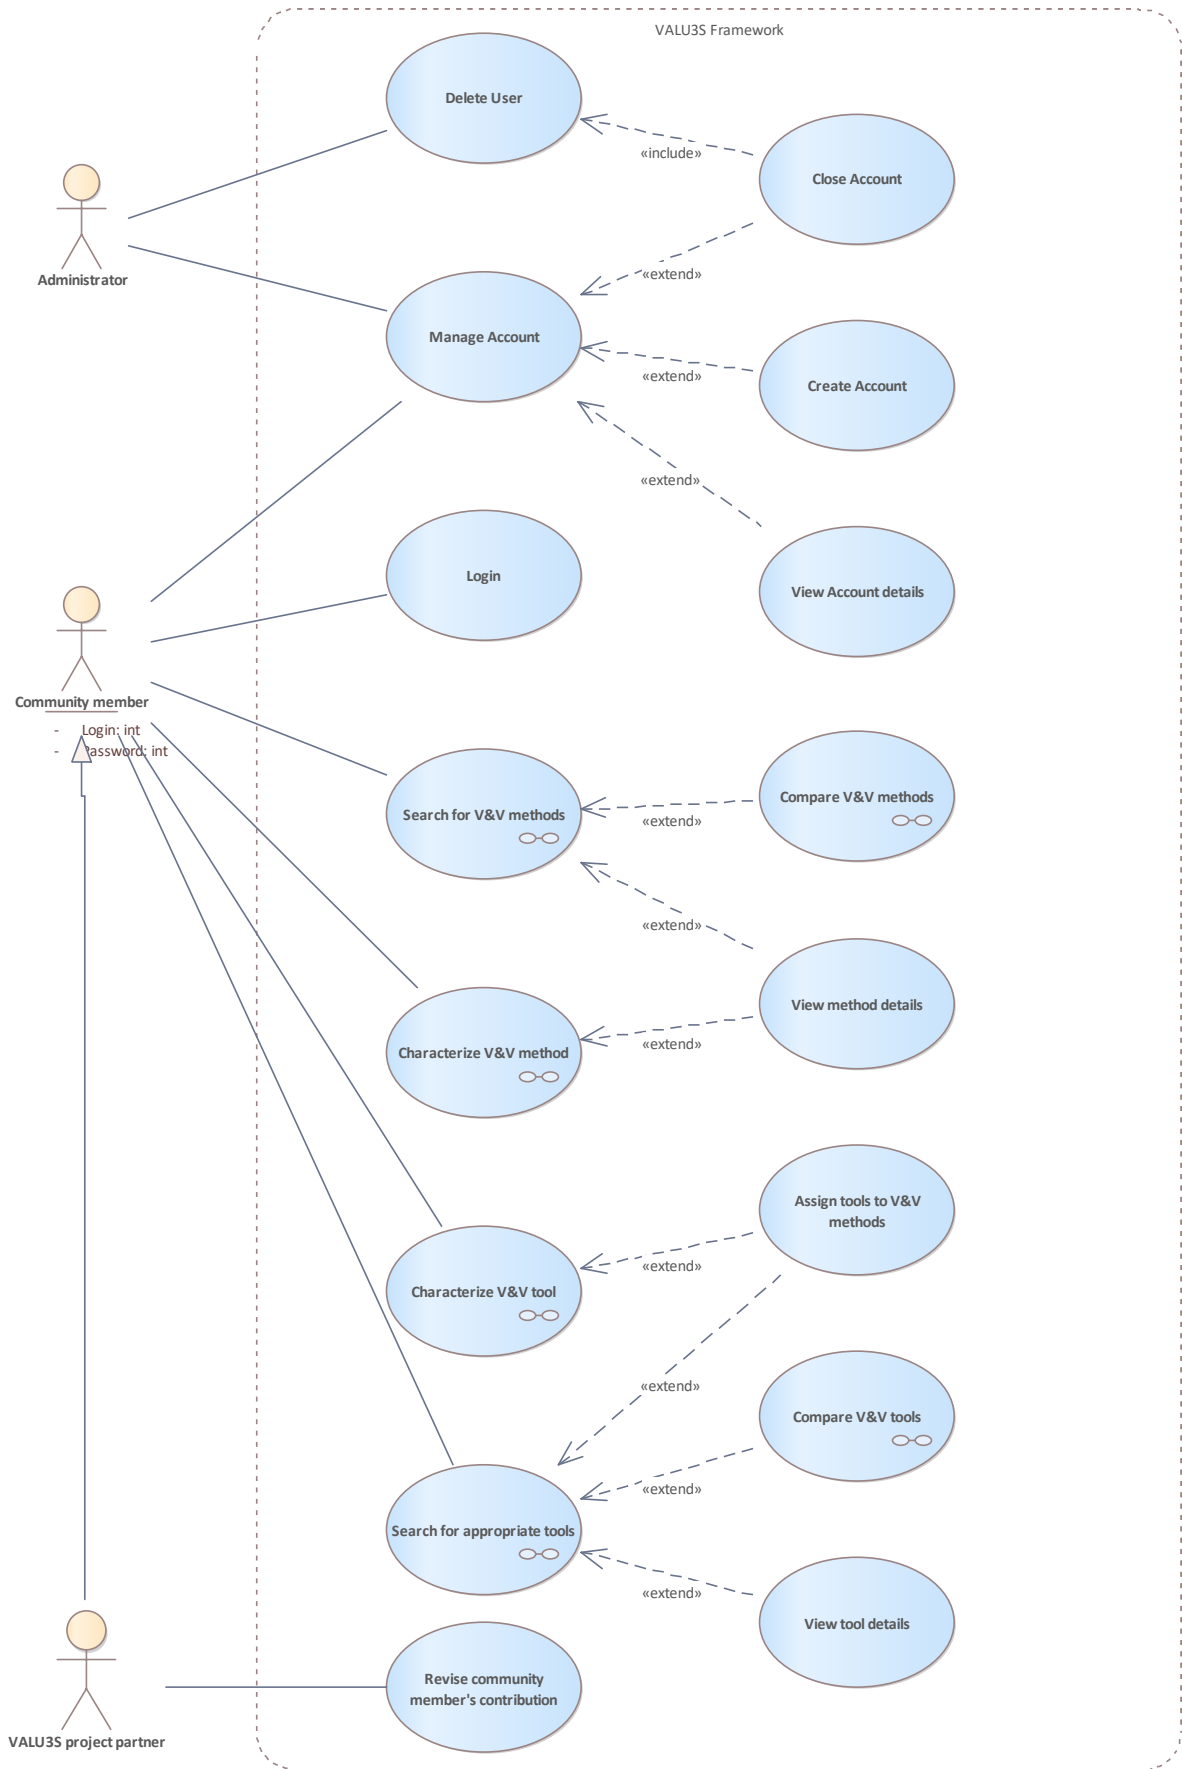 VALU3S Framework
Delete User
«include»
Close Account
Administrator
«extend»
Manage Account
«extend»
Create Account
«extend»
Login
View Account details
Community member
- Login: int
- Password: int
Search for V&V methods
«extend»
Compare V&V methods
«extend»
View method details
Characterize V&V method
«extend»
Assign tools to V&V
methods
Characterize V&V tool
«extend»
«extend»
Compare V&V tools
«extend»
Search for appropriate tools
«extend»
View tool details
Revise community
member's contribution
VALU3S project partner